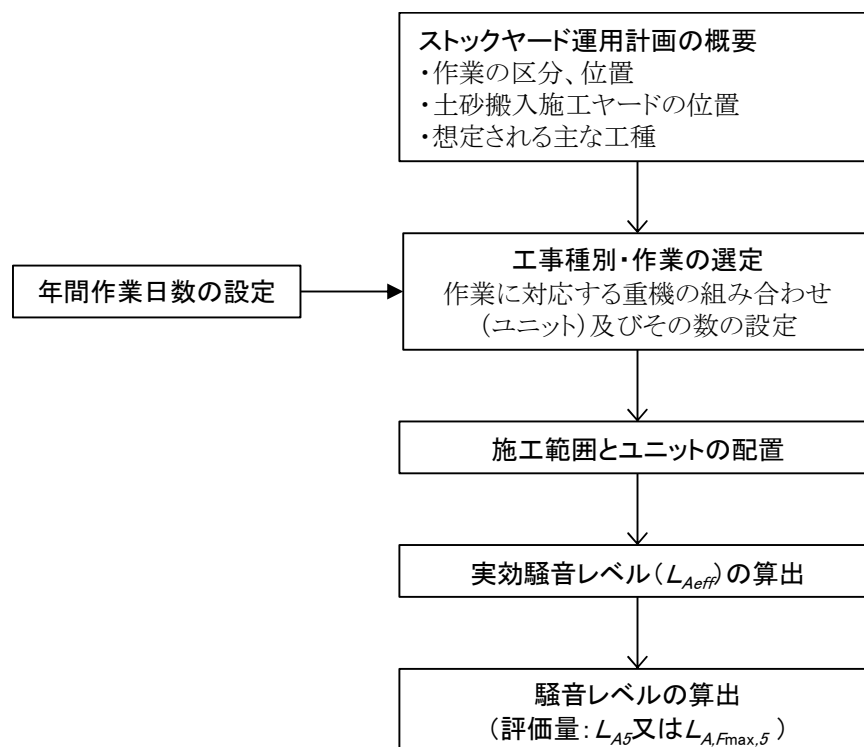 ストックヤード運用計画の概要
・作業の区分、位置
・土砂搬入施工ヤードの位置
・想定される主な工種
年間作業日数の設定
工事種別・作業の選定
作業に対応する重機の組み合わせ
(ユニット)及びその数の設定
施工範囲とユニットの配置
実効騒音レベル(LAeff)の算出
騒音レベルの算出
(評価量:LA5又はLA,Fmax,5)